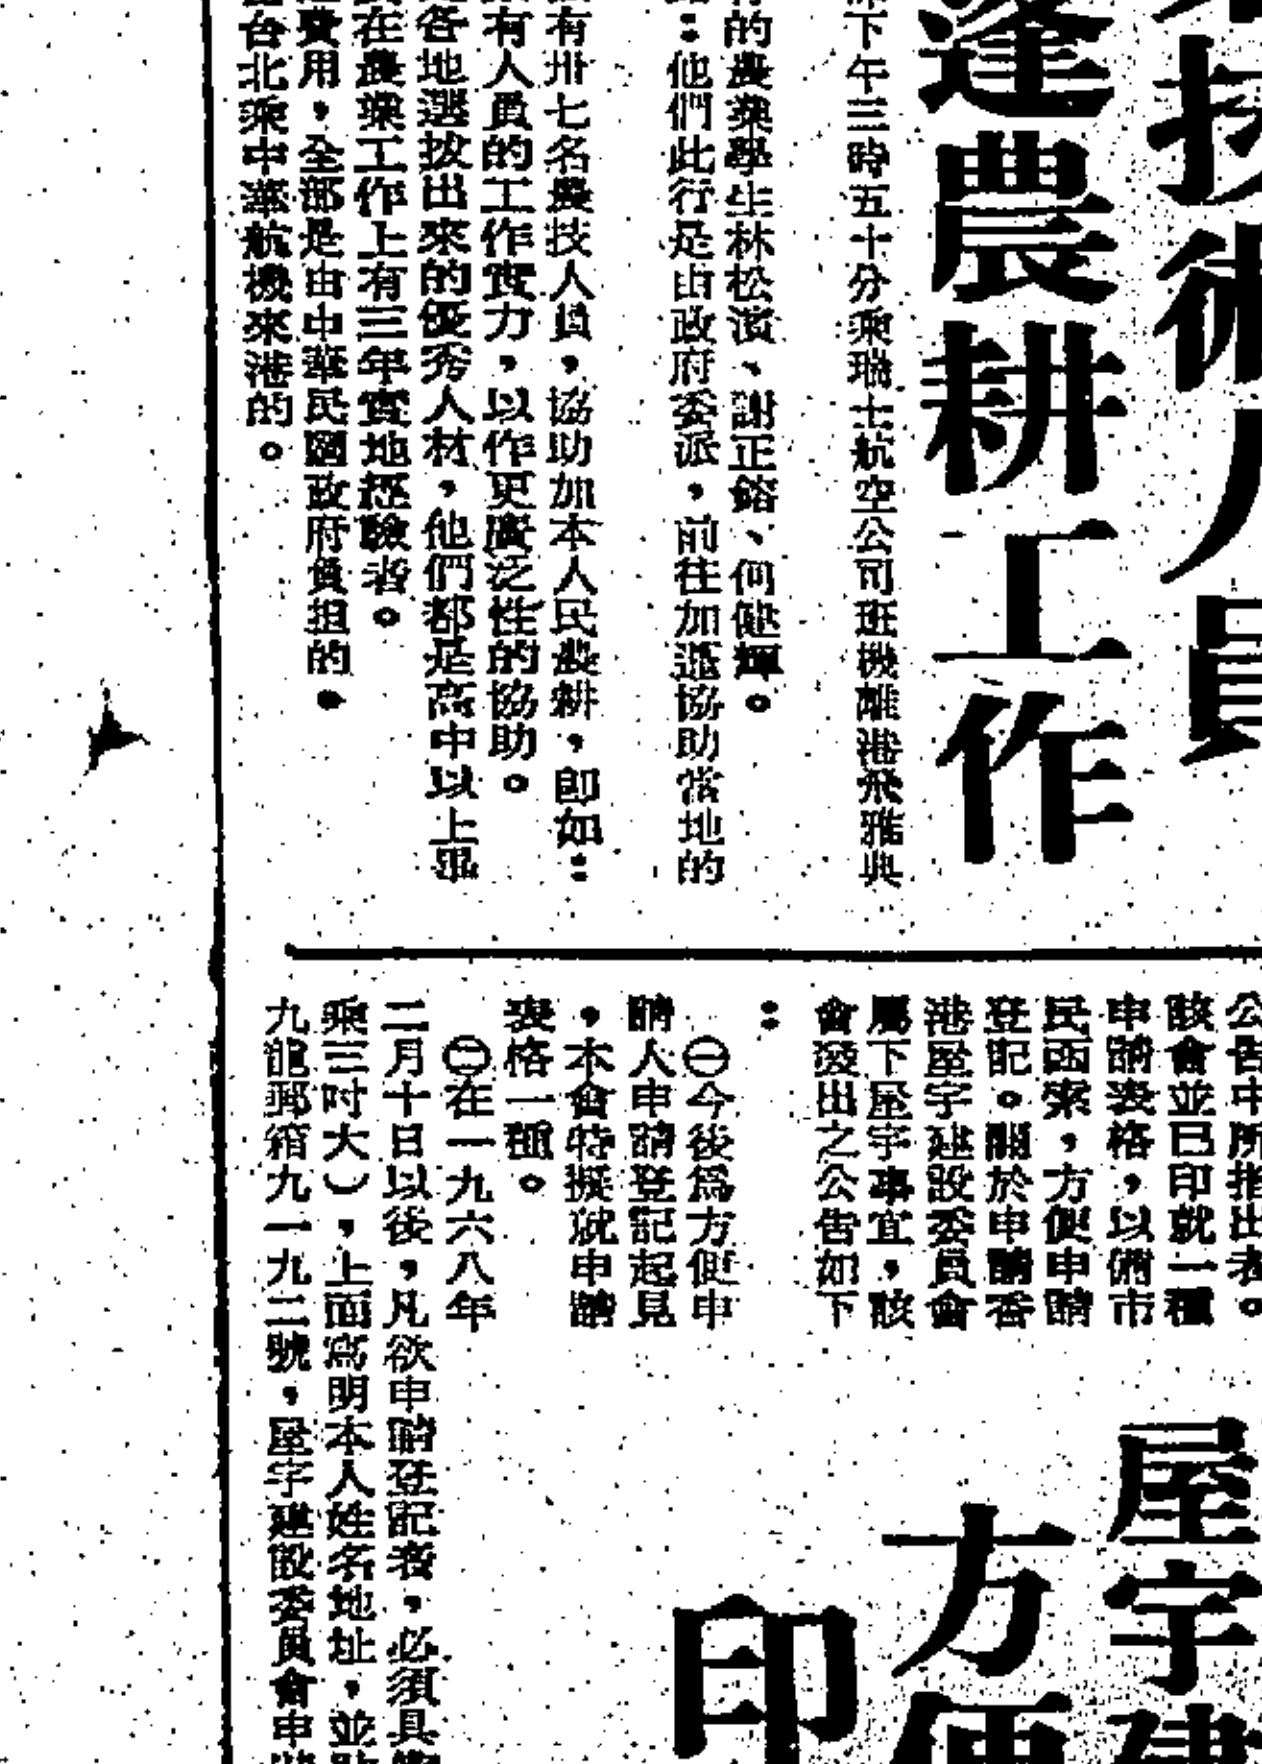 技術人員
蓬農耕工作
下午三時五十分乘瑞士航空公司班機離港飛雅典
的農業學生林松濱、謝正鎔、何健輝。
：他們此行是由政府委派，前往加蓬協助當地的
有卅七名農技人員，協助加本人民農耕，卽如：
有人員的工作實力，以作更廣泛性的協助。
各地選拔出來的優秀人材，他們都是高中以上畢
在農業工作上有三年實地經驗者。
費用，全部是由中華民國政府負担的。
台北乘中華航機來港的。
屋宇建
方便
印
公告中所指出者。
該會並已印就一種
申請表格，以備市
民函索，方便申請
登記。關於申請香
港屋宇建設委員會
屬下屋宇事宜，該
會發出之公告如下
：
㊀今後爲方便申
請人申請登記起見
，本會特擬就申請
表格一種。
㊁在一九六八年
二月十日以後，凡欲申請登記者，必須具
乘三吋大），上面寫明本人姓名地址，並
九龍郵箱九一九二號，屋宇建設委員會申